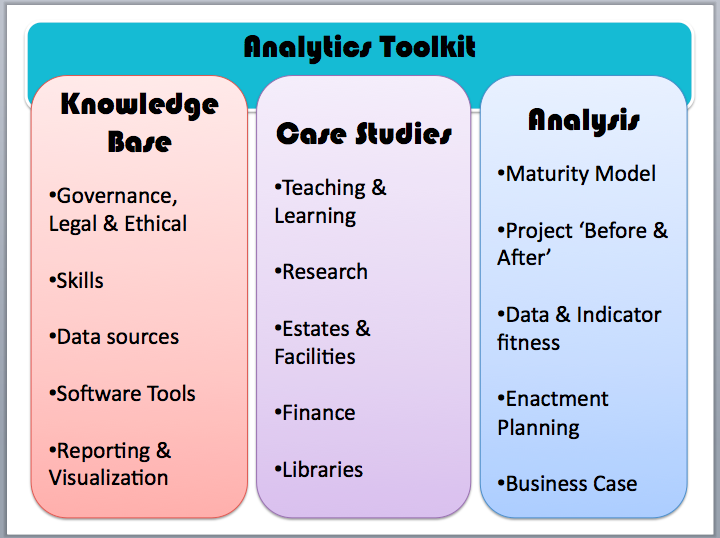 Analytics Toolkit
Knowledge
Base
•Governance,
Legal & Ethical
•Skills
•Data sources
•Software Tools
•Reporting &
Visualization
Case Studies
•Teaching &
Learning
•Research
•Estates &
Facilities
•Finance
•Libraries
Analysis
•Maturity Model
•Project ‘Before &
After’
•Data & Indicator
fitness
•Enactment
Planning
•Business Case